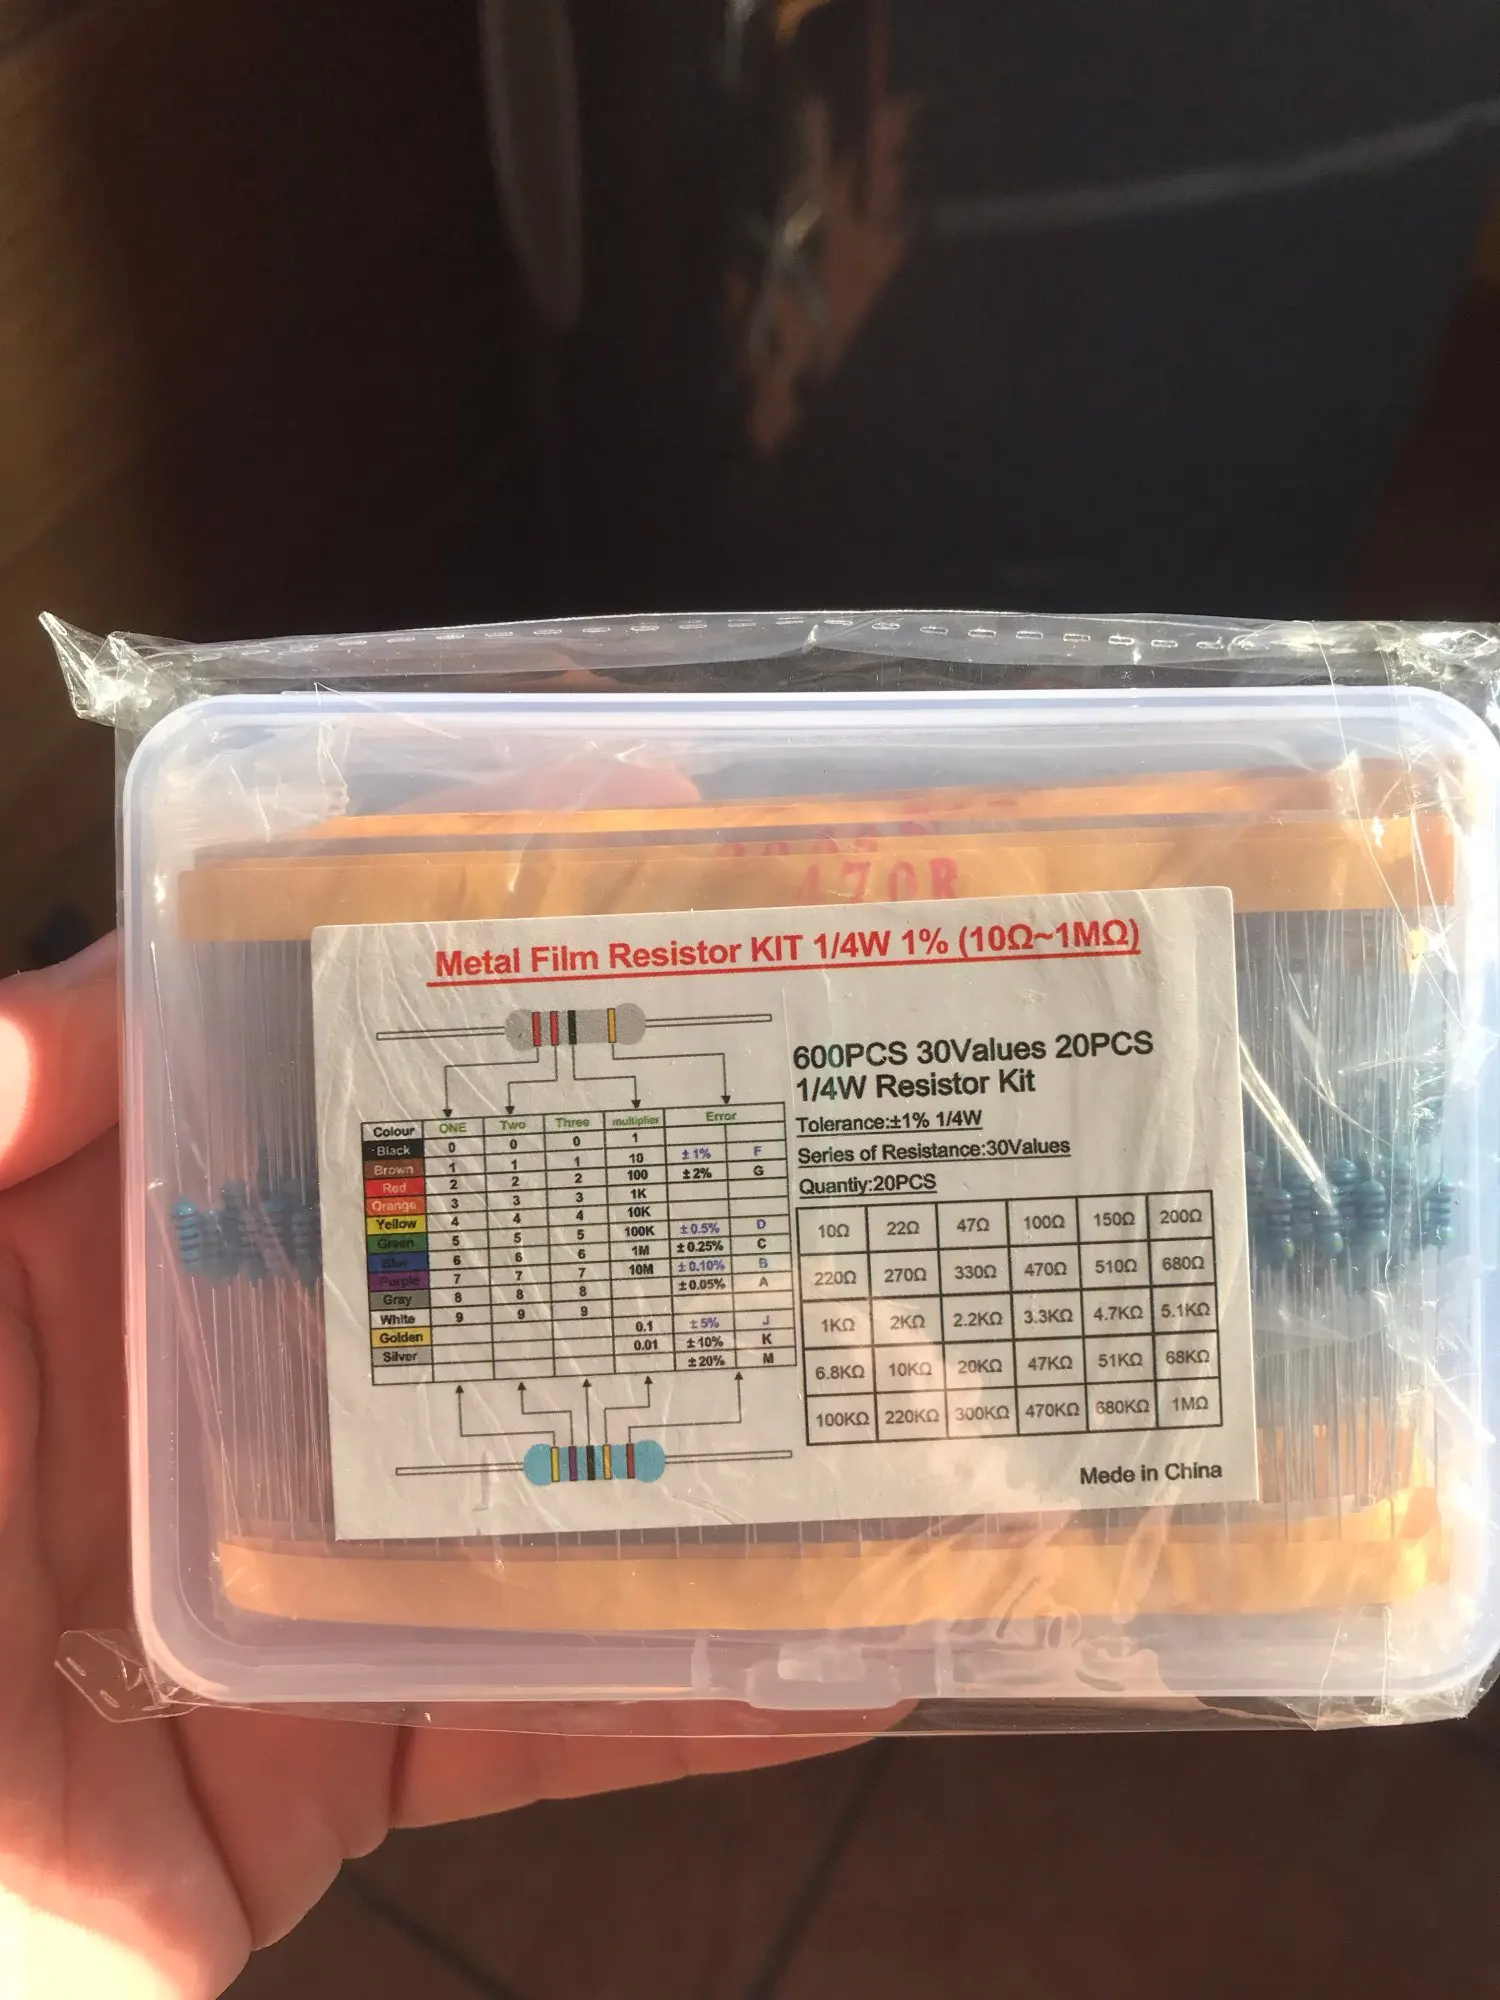 470R
Metal Film Resistor KIT 1/4W 1% (10Ω~1MΩ)
600PCS 30Values 20PCS
1/4W Resistor Kit
Tolerance:±1% 1/4W
Series of Resistance:30Values
Quantiy:20PCS
Colour ONE Two Three multiplier Error
Black 0 0 0 1
Brown 1 1 1 10 ±1% F
Red 2 2 2 100 ±2% G
Orange 3 3 3 1K
Yellow 4 4 4 10K
Green 5 5 5 100K ±0.5% D
Blue 6 6 6 1M ±0.25% C
Purple 7 7 7 10M ±0.10% B
Gray 8 8 8 ±0.05% A
White 9 9 9
Golden 0.1 ±5% J
Silver 0.01 ±10% K
±20% M
10Ω 22Ω 47Ω 100Ω 150Ω 200Ω
220Ω 270Ω 330Ω 470Ω 510Ω 680Ω
1KΩ 2KΩ 2.2KΩ 3.3KΩ 4.7KΩ 5.1KΩ
6.8KΩ 10KΩ 20KΩ 47KΩ 51KΩ 68KΩ
100KΩ 220KΩ 300KΩ 470KΩ 680KΩ 1MΩ
Mede in China